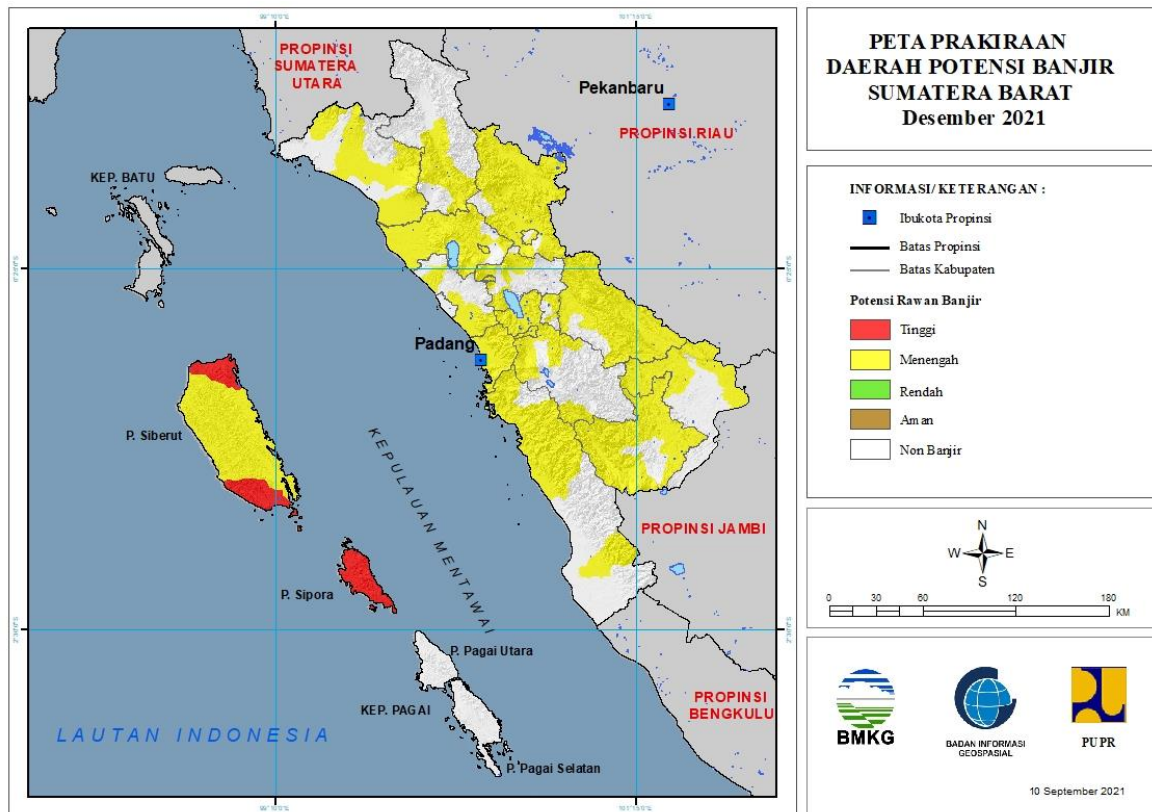 PETA PRAKIRAAN
DAERAH POTENSI BANJIR
SUMATERA BARAT
Desember 2021
INFORMASI/ KETERANGAN :
Ibukota Propinsi
Batas Propinsi
Batas Kabupaten
Potensi Rawan Banjir
Tinggi
Menengah
Rendah
Aman
Non Banjir
N
W
E
S
0
30
60
120
180
KM
BMKG
BADAN INFORMASI
GEOSPASIAL
PUPR
10 September 2021
PROPINSI
SUMATERA
UTARA
Pekanbaru
PROPINSI RIAU
KEP. BATU
Padang
P. Siberut
KEPULAUAN MENTAWAI
PROPINSI JAMBI
P. Sipora
P. Pagai Utara
KEP. PAGAI
PROPINSI
BENGKULU
LAUTAN INDONESIA
P. Pagai Selatan